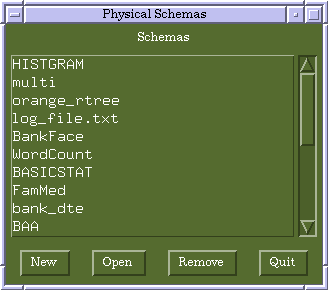 Physical Schemas
Schemas
HISTGRAM
multi
orange_rtree
log_file.txt
BankFace
WordCount
BASICSTAT
FamMed
bank_dte
BAA
New Open Remove Quit